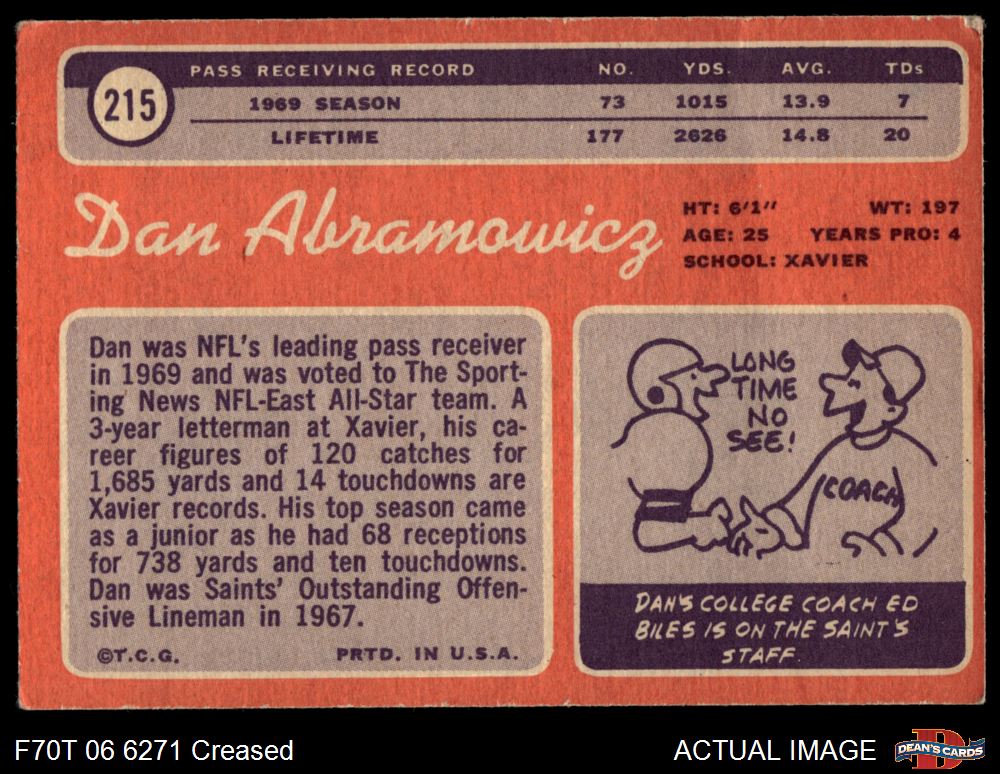 215
PASS RECEIVING RECORD NO. YDS. AVG. TDs
1969 SEASON 73 1015 13.9 7
LIFETIME 177 2626 14.8 20
Dan Abramowicz
HT: 6'1" WT: 197
AGE: 25 YEARS PRO: 4
SCHOOL: XAVIER
Dan was NFL's leading pass receiver
in 1969 and was voted to The Sport-
ing News NFL-East All-Star team. A
3-year letterman at Xavier, his ca-
reer figures of 120 catches for
1,685 yards and 14 touchdowns are
Xavier records. His top season came
as a junior as he had 68 receptions
for 738 yards and ten touchdowns.
Dan was Saints' Outstanding Offen-
sive Lineman in 1967.
©T.C.G. PRTD. IN U.S.A.
LONG
TIME
NO
SEE!
COACH
DAN'S COLLEGE COACH ED
BILES IS ON THE SAINT'S
STAFF.
F70T 06 6271 Creased
ACTUAL IMAGE
D
DEAN'S CARDS